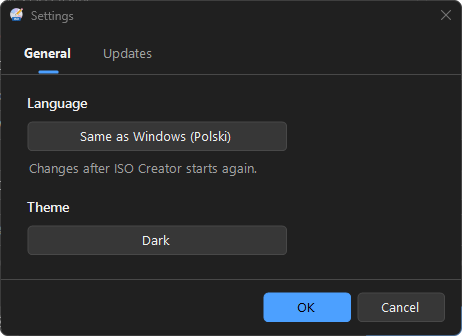 Settings
General
Updates
Language
Same as Windows (Polski)
Changes after ISO Creator starts again.
Theme
Dark
OK
Cancel